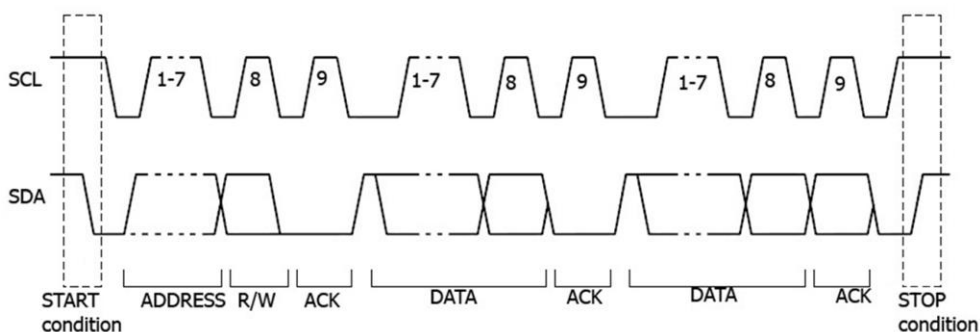 SCL
1-7 8 9 1-7 8 9 1-7 8 9
SDA
START
condition
ADDRESS R/W ACK DATA ACK DATA ACK
STOP
condition